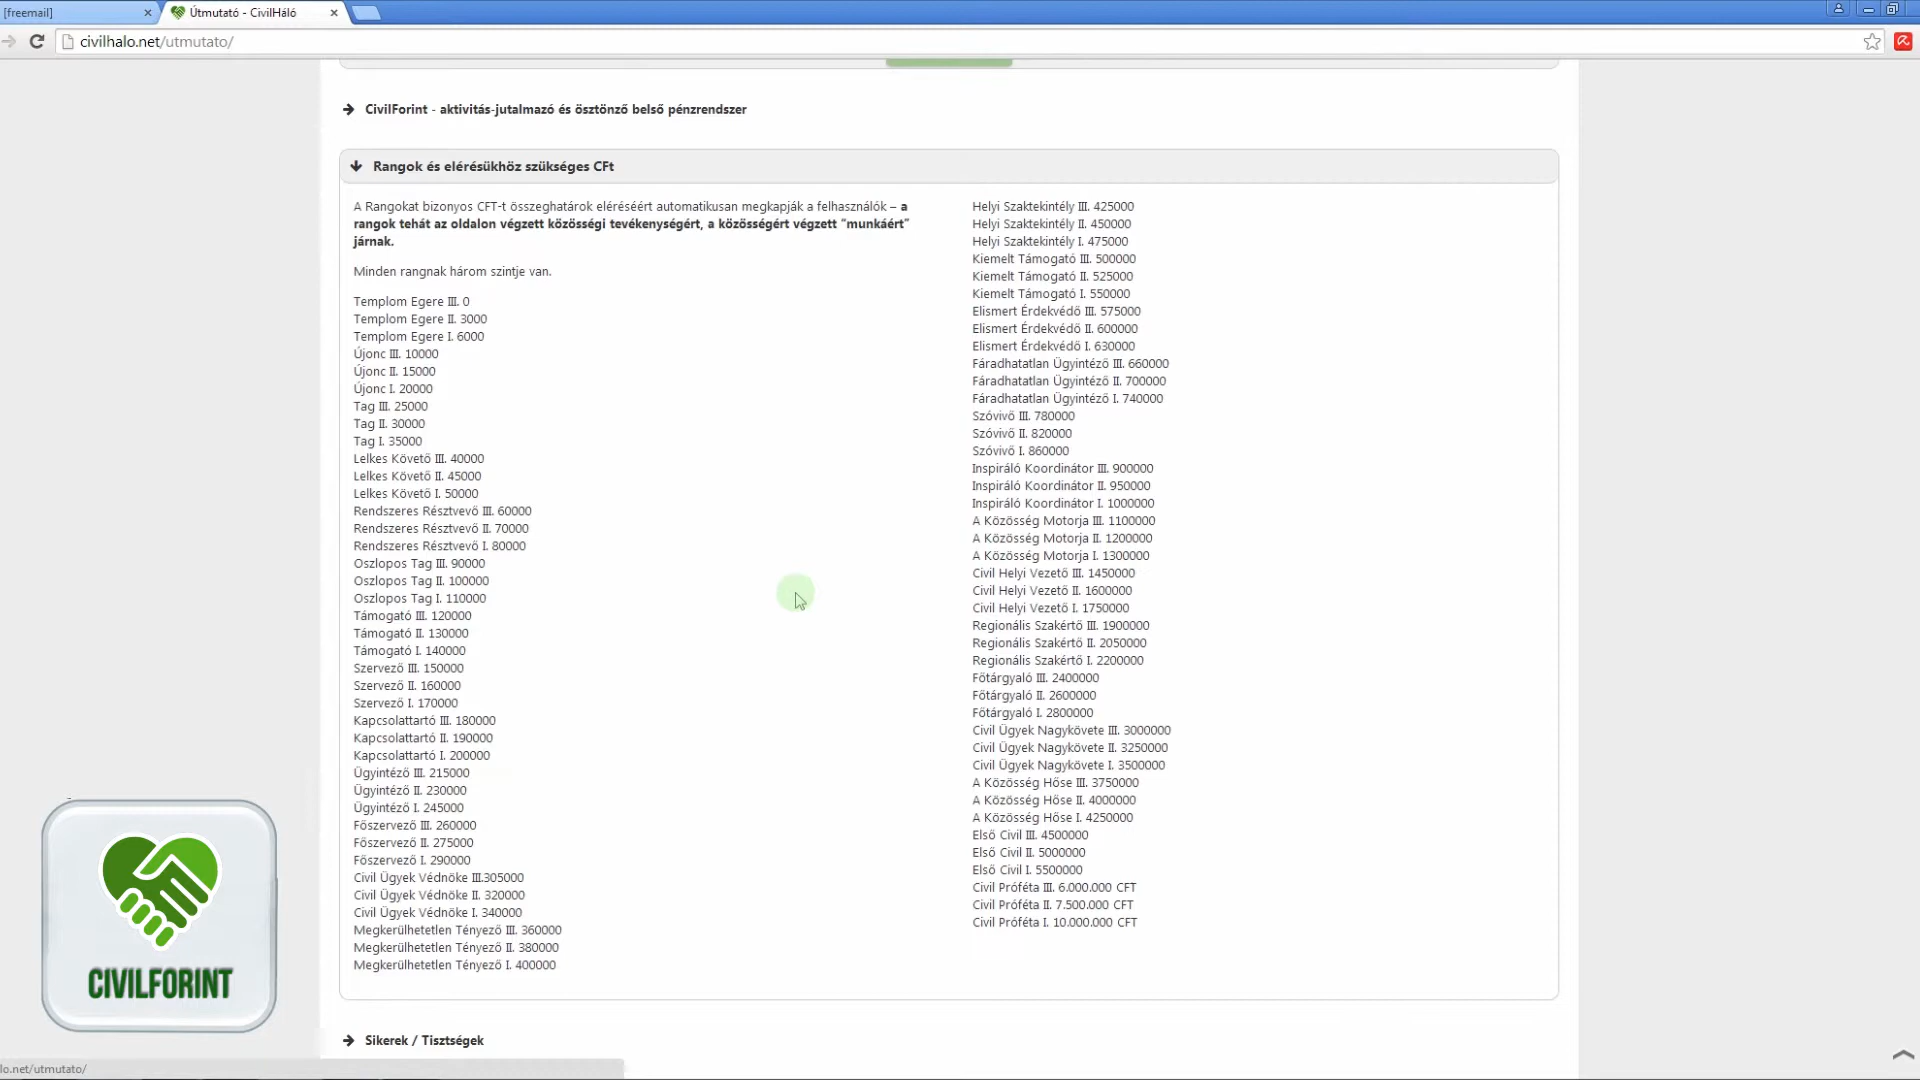 [freemail]
Útmutató - CivilHáló
civilhalo.net/utmutato/
CivilForint - aktivitás-jutalmazó és ösztönző belső pénzrendszer
Rangok és elérésükhöz szükséges CFt
A Rangokat bizonyos CFT-t összeghatárok eléréséért automatikusan megkapják a felhasználók – a
rangok tehát az oldalon végzett közösségi tevékenységért, a közösségért végzett “munkáért”
járnak.
Minden rangnak három szintje van.
Templom Egere III. 0
Templom Egere II. 3000
Templom Egere I. 6000
Újonc III. 10000
Újonc II. 15000
Újonc I. 20000
Tag III. 25000
Tag II. 30000
Tag I. 35000
Lelkes Követő III. 40000
Lelkes Követő II. 45000
Lelkes Követő I. 50000
Rendszeres Résztvevő III. 60000
Rendszeres Résztvevő II. 70000
Rendszeres Résztvevő I. 80000
Oszlopos Tag III. 90000
Oszlopos Tag II. 100000
Oszlopos Tag I. 110000
Támogató III. 120000
Támogató II. 130000
Támogató I. 140000
Szervező III. 150000
Szervező II. 160000
Szervező I. 170000
Kapcsolattartó III. 180000
Kapcsolattartó II. 190000
Kapcsolattartó I. 200000
Ügyintéző III. 215000
Ügyintéző II. 230000
Ügyintéző I. 245000
Főszervező III. 260000
Főszervező II. 275000
Főszervező I. 290000
Civil Ügyek Védnöke III.305000
Civil Ügyek Védnöke II. 320000
Civil Ügyek Védnöke I. 340000
Megkerülhetetlen Tényező III. 360000
Megkerülhetetlen Tényező II. 380000
Megkerülhetetlen Tényező I. 400000
Helyi Szaktekintély III. 425000
Helyi Szaktekintély II. 450000
Helyi Szaktekintély I. 475000
Kiemelt Támogató III. 500000
Kiemelt Támogató II. 525000
Kiemelt Támogató I. 550000
Elismert Érdekvédő III. 575000
Elismert Érdekvédő II. 600000
Elismert Érdekvédő I. 630000
Fáradhatatlan Ügyintéző III. 660000
Fáradhatatlan Ügyintéző II. 700000
Fáradhatatlan Ügyintéző I. 740000
Szóvivő III. 780000
Szóvivő II. 820000
Szóvivő I. 860000
Inspiráló Koordinátor III. 900000
Inspiráló Koordinátor II. 950000
Inspiráló Koordinátor I. 1000000
A Közösség Motorja III. 1100000
A Közösség Motorja II. 1200000
A Közösség Motorja I. 1300000
Civil Helyi Vezető III. 1450000
Civil Helyi Vezető II. 1600000
Civil Helyi Vezető I. 1750000
Regionális Szakértő III. 1900000
Regionális Szakértő II. 2050000
Regionális Szakértő I. 2200000
Főtárgyaló III. 2400000
Főtárgyaló II. 2600000
Főtárgyaló I. 2800000
Civil Ügyek Nagykövete III. 3000000
Civil Ügyek Nagykövete II. 3250000
Civil Ügyek Nagykövete I. 3500000
A Közösség Hőse III. 3750000
A Közösség Hőse II. 4000000
A Közösség Hőse I. 4250000
Első Civil III. 4500000
Első Civil II. 5000000
Első Civil I. 5500000
Civil Próféta III. 6.000.000 CFT
Civil Próféta II. 7.500.000 CFT
Civil Próféta I. 10.000.000 CFT
CIVILFORINT
Sikerek / Tisztségek
lo.net/utmutato/